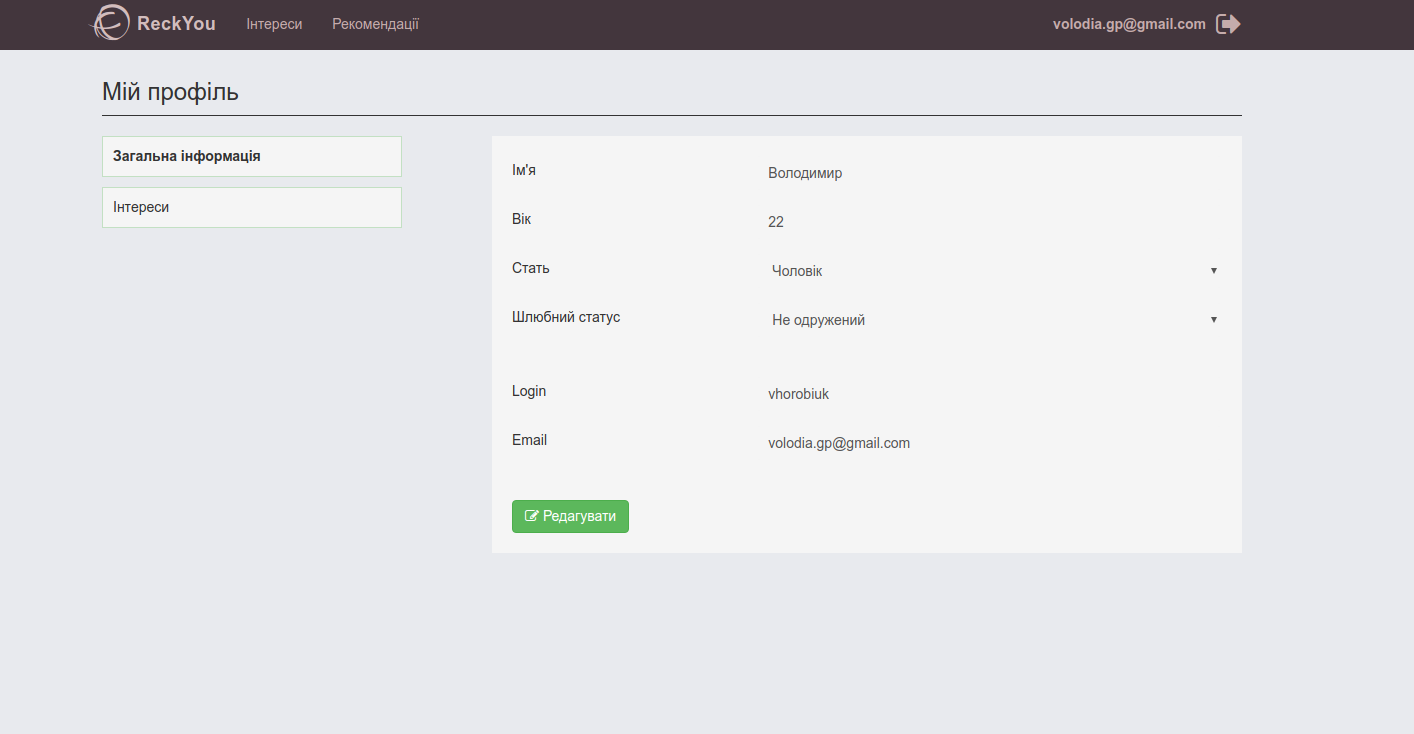 ReckYou Інтереси Рекомендації volodia.gp@gmail.com
Мій профіль
Загальна інформація
Інтереси
Ім'я Володимир
Вік 22
Стать Чоловік
Шлюбний статус Не одружений
Login vhorobiuk
Email volodia.gp@gmail.com
Редагувати